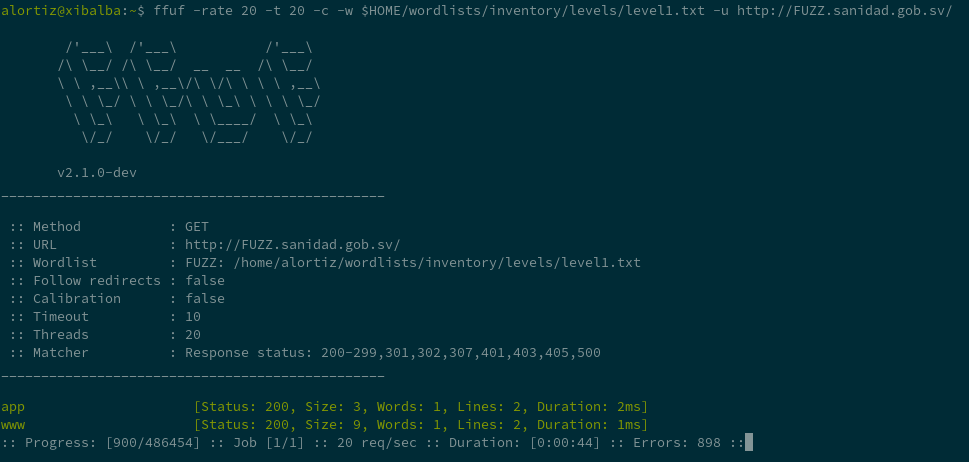 alortiz@xibalba:~$ ffuf -rate 20 -t 20 -c -w $HOME/wordlists/inventory/levels/level1.txt -u http://FUZZ.sanidad.gob.sv/
        /'___\  /'___\           /'___\
       /\ \__/ /\ \__/  __  __  /\ \__/
       \ \ ,__\\ \ ,__\/\ \/\ \ \ \ ,__\
        \ \ \_/ \ \ \_/\ \ \_\ \ \ \ \_/
         \ \_\   \ \_\  \ \____/  \ \_\
          \/_/    \/_/   \/___/    \/_/
       v2.1.0-dev
________________________________________________
 :: Method           : GET
 :: URL              : http://FUZZ.sanidad.gob.sv/
 :: Wordlist         : FUZZ: /home/alortiz/wordlists/inventory/levels/level1.txt
 :: Follow redirects : false
 :: Calibration      : false
 :: Timeout          : 10
 :: Threads          : 20
 :: Matcher          : Response status: 200-299,301,302,307,401,403,405,500
________________________________________________
app                     [Status: 200, Size: 3, Words: 1, Lines: 2, Duration: 2ms]
www                     [Status: 200, Size: 9, Words: 1, Lines: 2, Duration: 1ms]
:: Progress: [900/486454] :: Job [1/1] :: 20 req/sec :: Duration: [0:00:44] :: Errors: 898 ::